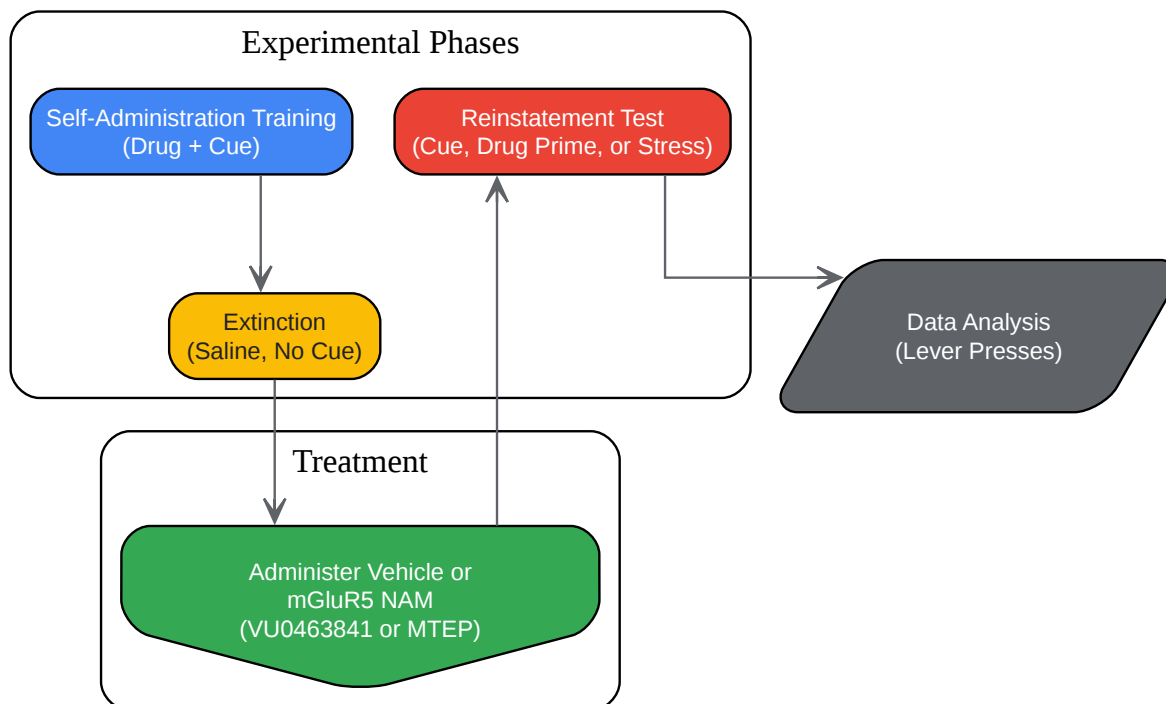 Experimental Phases
Self-Administration Training
(Drug + Cue)
Reinstatement Test
(Cue, Drug Prime, or Stress)
Extinction
(Saline, No Cue)
Data Analysis
(Lever Presses)
Treatment
Administer Vehicle or
mGluR5 NAM
(VU0463841 or MTEP)